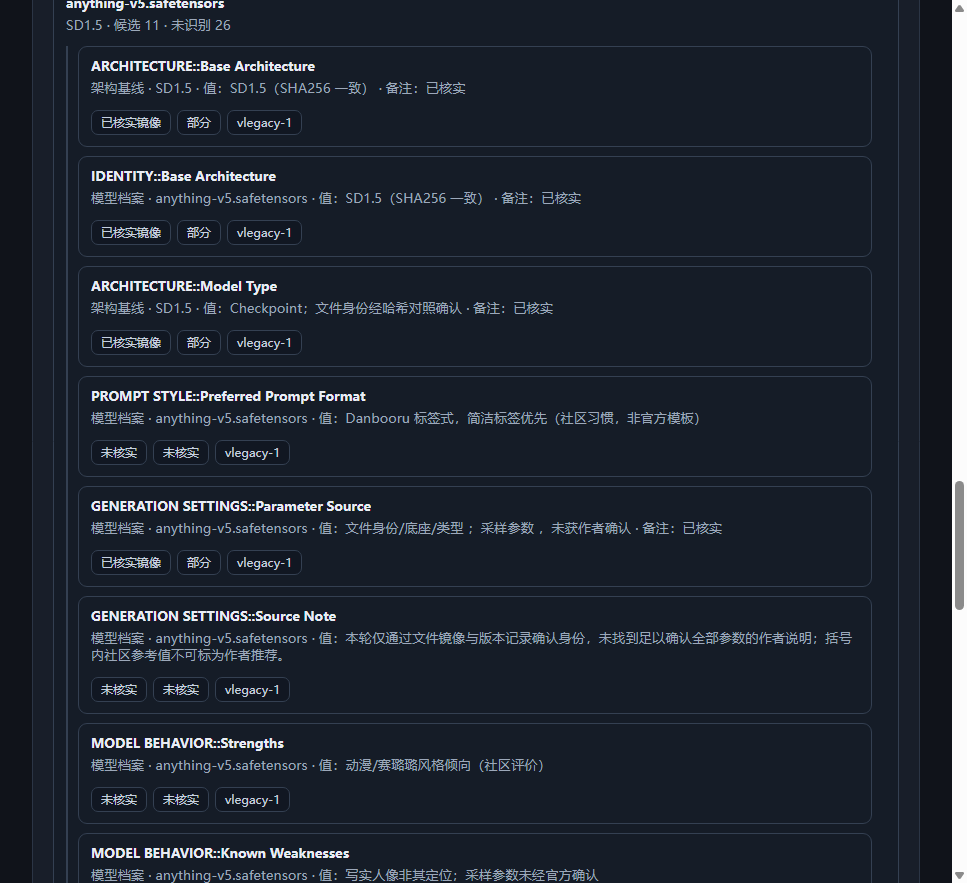 anything-v5.safetensors
SD1.5 · 候选 11 · 未识别 26
ARCHITECTURE::Base Architecture
架构基线 · SD1.5 · 值：SD1.5（SHA256 一致） · 备注：已核实
已核实镜像 部分 vlegacy-1
IDENTITY::Base Architecture
模型档案 · anything-v5.safetensors · 值：SD1.5（SHA256 一致） · 备注：已核实
已核实镜像 部分 vlegacy-1
ARCHITECTURE::Model Type
架构基线 · SD1.5 · 值：Checkpoint；文件身份经哈希对照确认 · 备注：已核实
已核实镜像 部分 vlegacy-1
PROMPT STYLE::Preferred Prompt Format
模型档案 · anything-v5.safetensors · 值：Danbooru 标签式，简洁标签优先（社区习惯，非官方模板）
未核实 未核实 vlegacy-1
GENERATION SETTINGS::Parameter Source
模型档案 · anything-v5.safetensors · 值：文件身份/底座/类型 ；采样参数 ，未获作者确认 · 备注：已核实
已核实镜像 部分 vlegacy-1
GENERATION SETTINGS::Source Note
模型档案 · anything-v5.safetensors · 值：本轮仅通过文件镜像与版本记录确认身份，未找到足以确认全部参数的作者说明；括号
内社区参考值不可标为作者推荐。
未核实 未核实 vlegacy-1
MODEL BEHAVIOR::Strengths
模型档案 · anything-v5.safetensors · 值：动漫/赛璐璐风格倾向（社区评价）
未核实 未核实 vlegacy-1
MODEL BEHAVIOR::Known Weaknesses
模型档案 · anything-v5.safetensors · 值：写实人像非其定位；采样参数未经官方确认